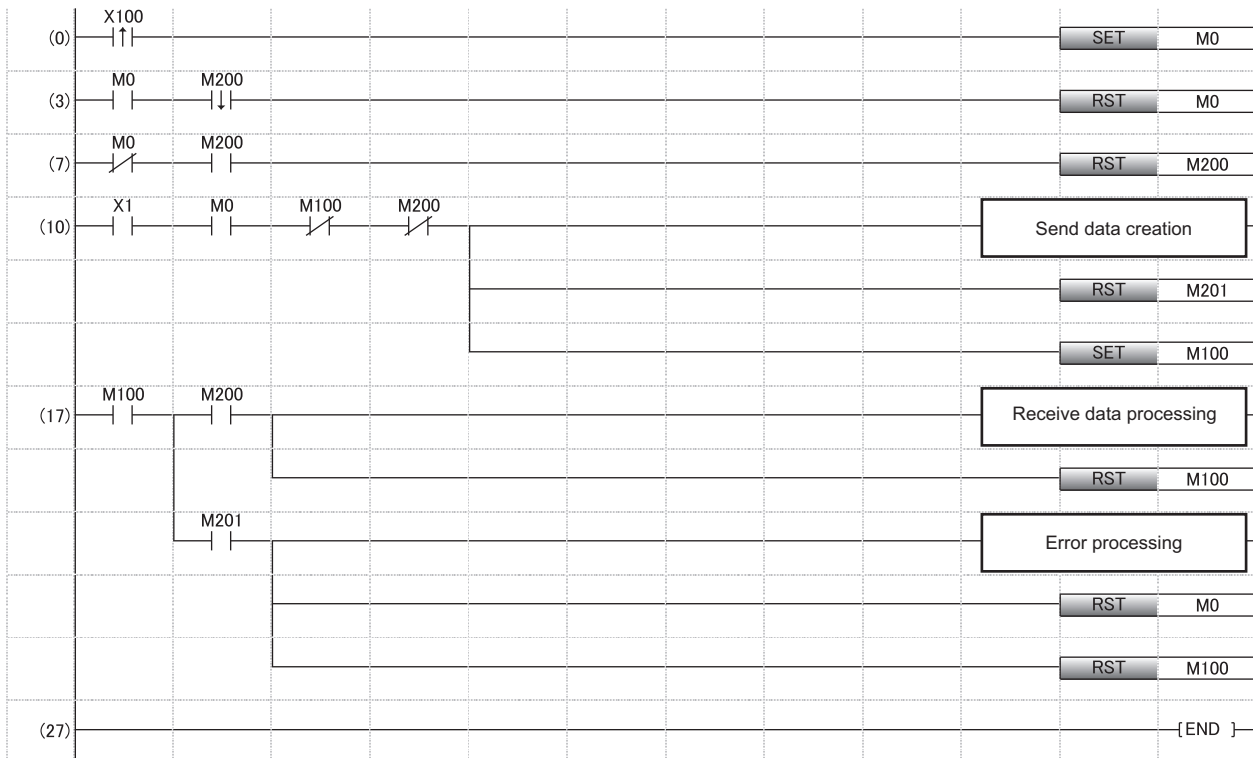 X100
(0) SET M0
M0 M200
(3) RST M0
M0 M200
(7) RST M200
X1 M0 M100 M200
(10) Send data creation
RST M201
SET M100
M100 M200
(17) Receive data processing
RST M100
M201
Error processing
RST M0
RST M100
(27) [END ]